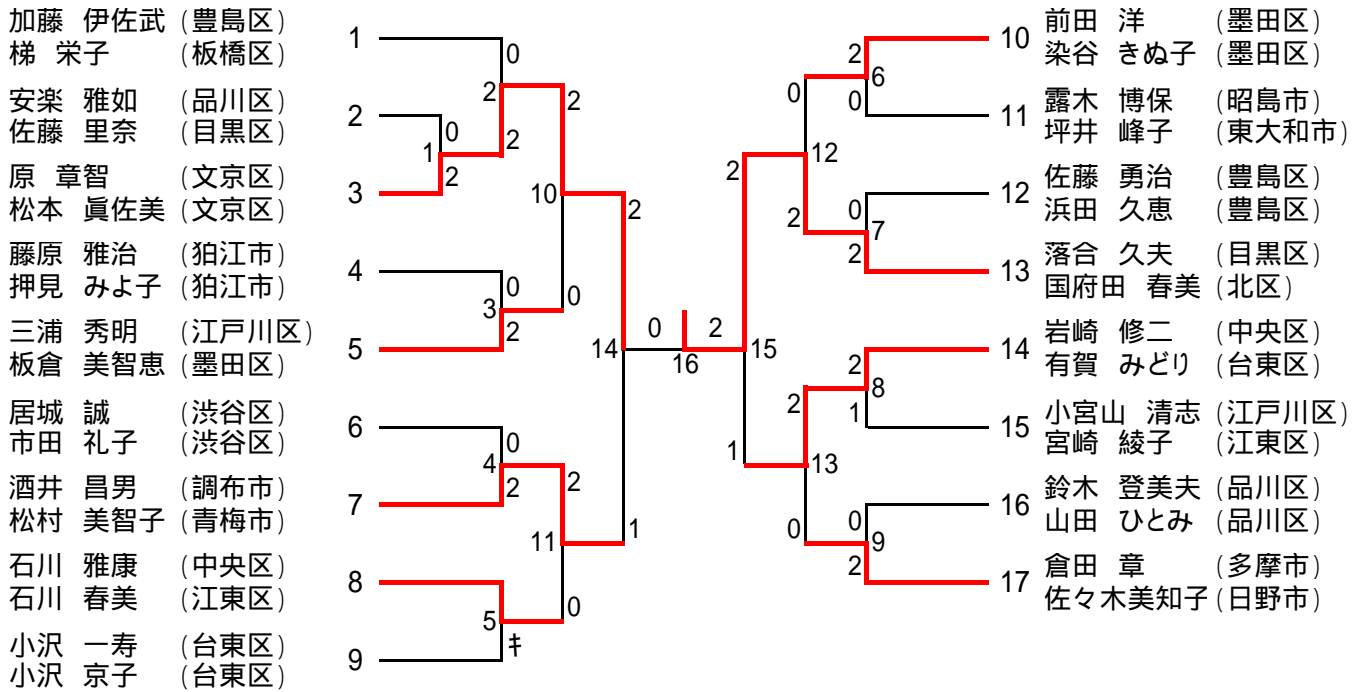 加藤 伊佐武 (豊島区)
梯 栄子 (板橋区)
1
安楽 雅如 (品川区)
佐藤 里奈 (目黒区)
2
原 章智 (文京区)
松本 眞佐美 (文京区)
3
藤原 雅治 (狛江市)
押見 みよ子 (狛江市)
4
三浦 秀明 (江戸川区)
板倉 美智恵 (墨田区)
5
居城 誠 (渋谷区)
市田 礼子 (渋谷区)
6
酒井 昌男 (調布市)
松村 美智子 (青梅市)
7
石川 雅康 (中央区)
石川 春美 (江東区)
8
小沢 一寿 (台東区)
小沢 京子 (台東区)
9
0
2
2
0
2
1
2
10
2
0
3
0
2
14
0
2
16
15
0
4
2
2
11
1
0
5
キ
2
6
0
0
12
2
2
0
7
2
2
8
1
2
13
1
0
0
9
2
10
前田 洋 (墨田区)
染谷 きぬ子 (墨田区)
11
露木 博保 (昭島市)
坪井 峰子 (東大和市)
12
佐藤 勇治 (豊島区)
浜田 久恵 (豊島区)
13
落合 久夫 (目黒区)
国府田 春美 (北区)
14
岩崎 修二 (中央区)
有賀 みどり (台東区)
15
小宮山 清志 (江戸川区)
宮崎 綾子 (江東区)
16
鈴木 登美夫 (品川区)
山田 ひとみ (品川区)
17
倉田 章 (多摩市)
佐々木美知子 (日野市)